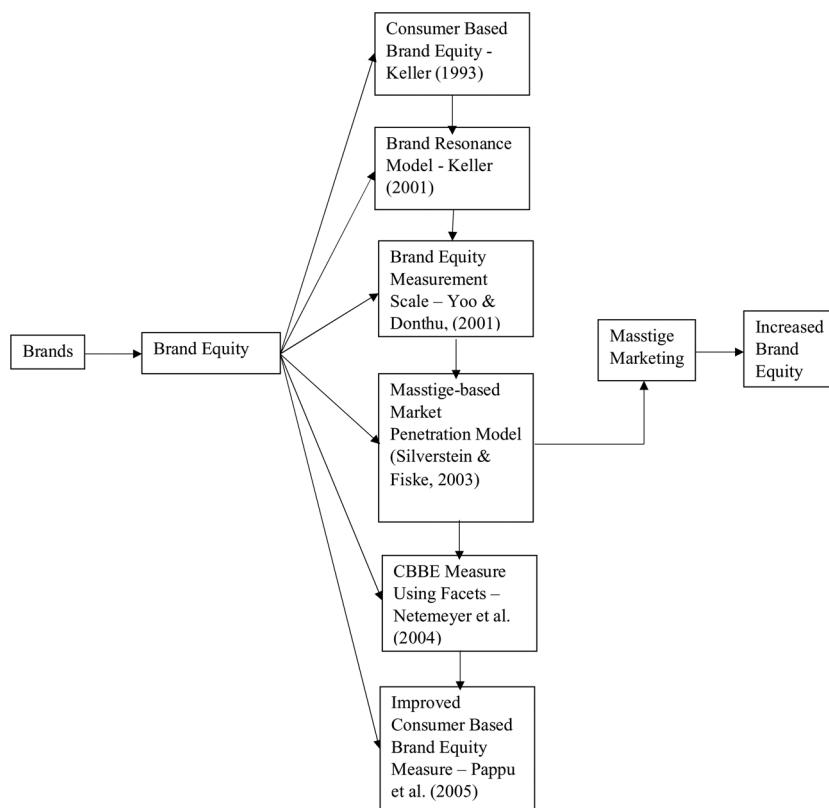 Consumer Based
Brand Equity -
Keller (1993)
Brand Resonance
Model - Keller
(2001)
Brand Equity
Measurement
Scale – Yoo &
Donthu, (2001)
Brands
Brand Equity
Masstige-based
Market
Penetration Model
(Silverstein &
Fiske, 2003)
Masstige
Marketing
Increased
Brand
Equity
CBBE Measure
Using Facets –
Netemeyer et al.
(2004)
Improved
Consumer Based
Brand Equity
Measure – Pappu
et al. (2005)